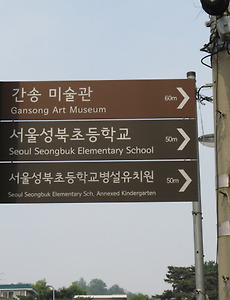 간송 미술관
Gansong Art Museum
60m
서울성북초등학교
Seoul Seongbuk Elementary School
50m
서울성북초등학교병설유치원
Seoul Seongbuk Elementary Sch, Annexed Kindergarten
50m